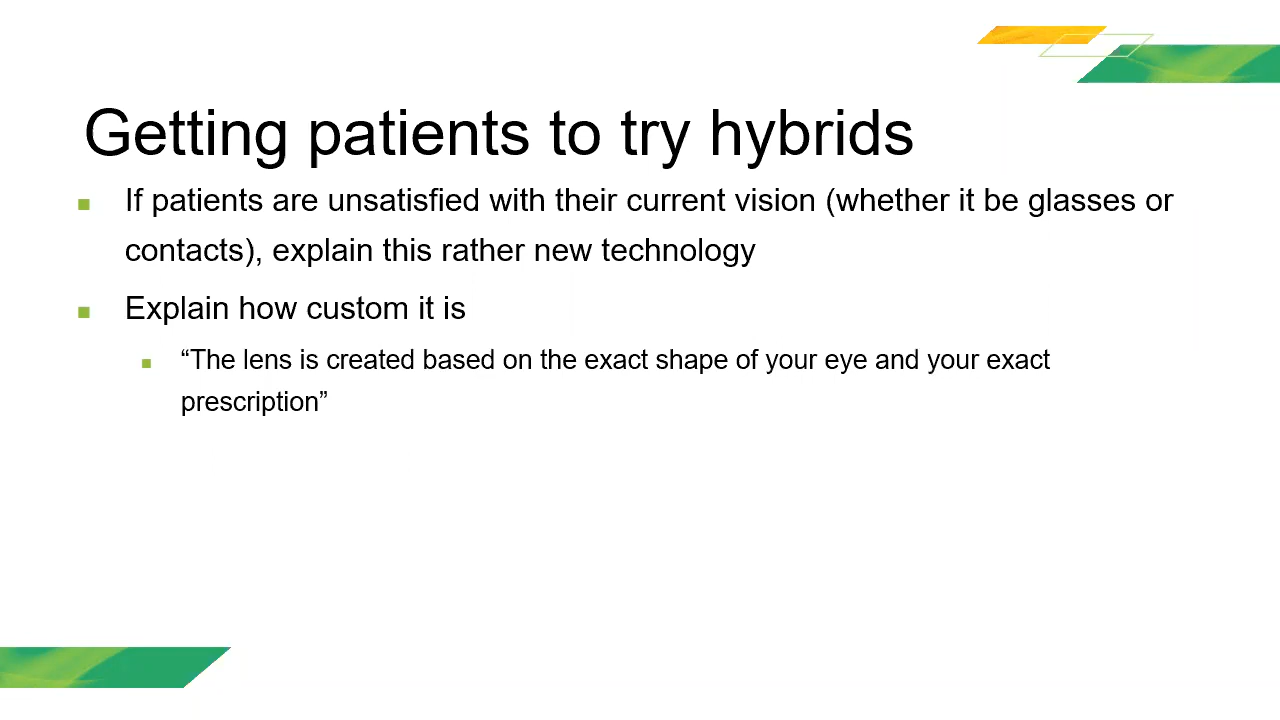 Getting patients to try hybrids
If patients are unsatisfied with their current vision (whether it be glasses or
contacts), explain this rather new technology
Explain how custom it is
“The lens is created based on the exact shape of your eye and your exact
prescription”